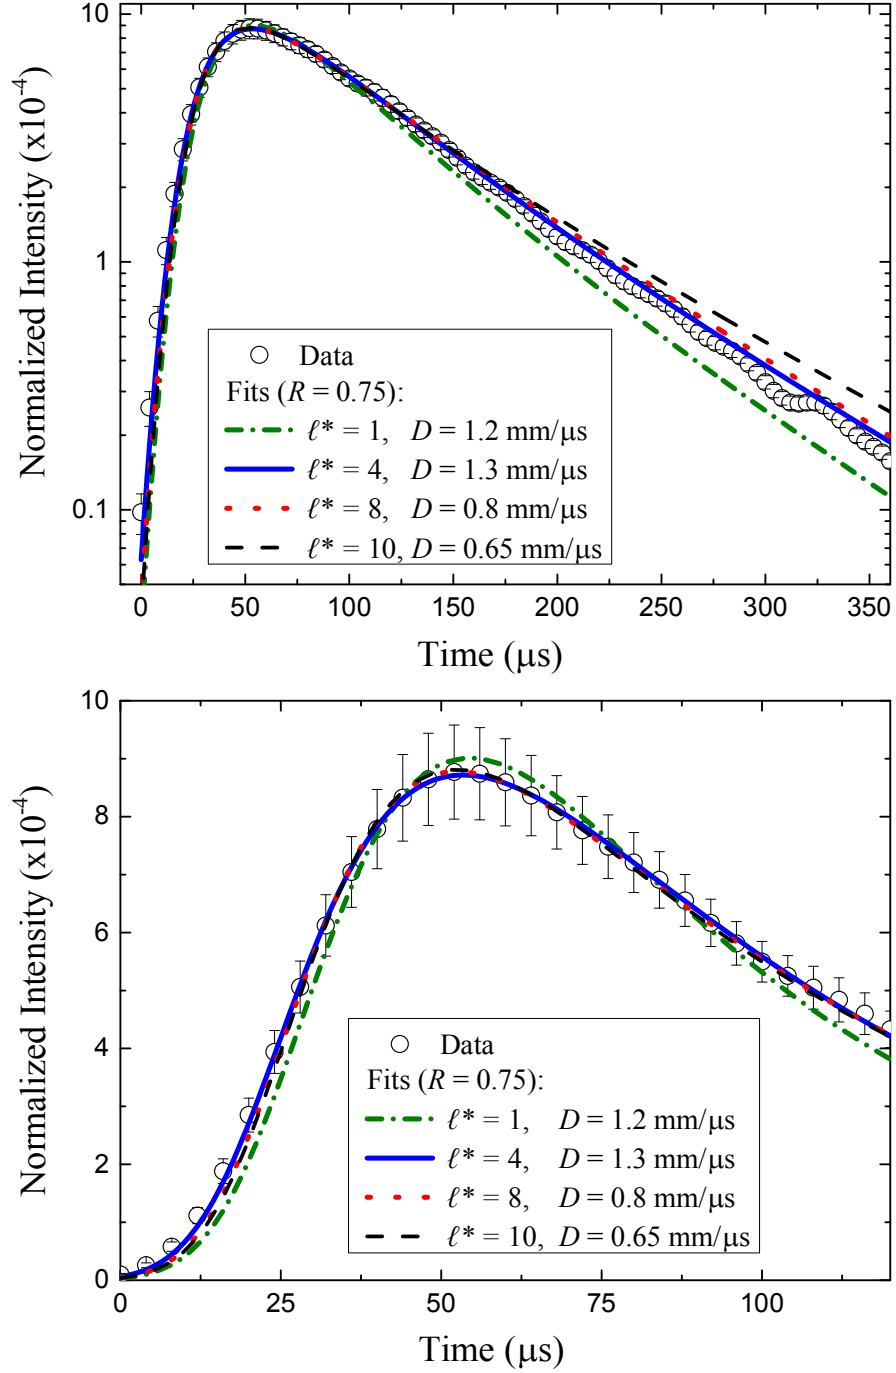 10
1
0.1
Normalized Intensity (x10⁻⁴)
Data
Fits (R = 0.75):
ℓ* = 1, D = 1.2 mm/μs
ℓ* = 4, D = 1.3 mm/μs
ℓ* = 8, D = 0.8 mm/μs
ℓ* = 10, D = 0.65 mm/μs
0 50 100 150 200 250 300 350
Time (μs)
10
8
6
4
2
0
Normalized Intensity (x10⁻⁴)
Data
Fits (R = 0.75):
ℓ* = 1, D = 1.2 mm/μs
ℓ* = 4, D = 1.3 mm/μs
ℓ* = 8, D = 0.8 mm/μs
ℓ* = 10, D = 0.65 mm/μs
0 25 50 75 100
Time (μs)